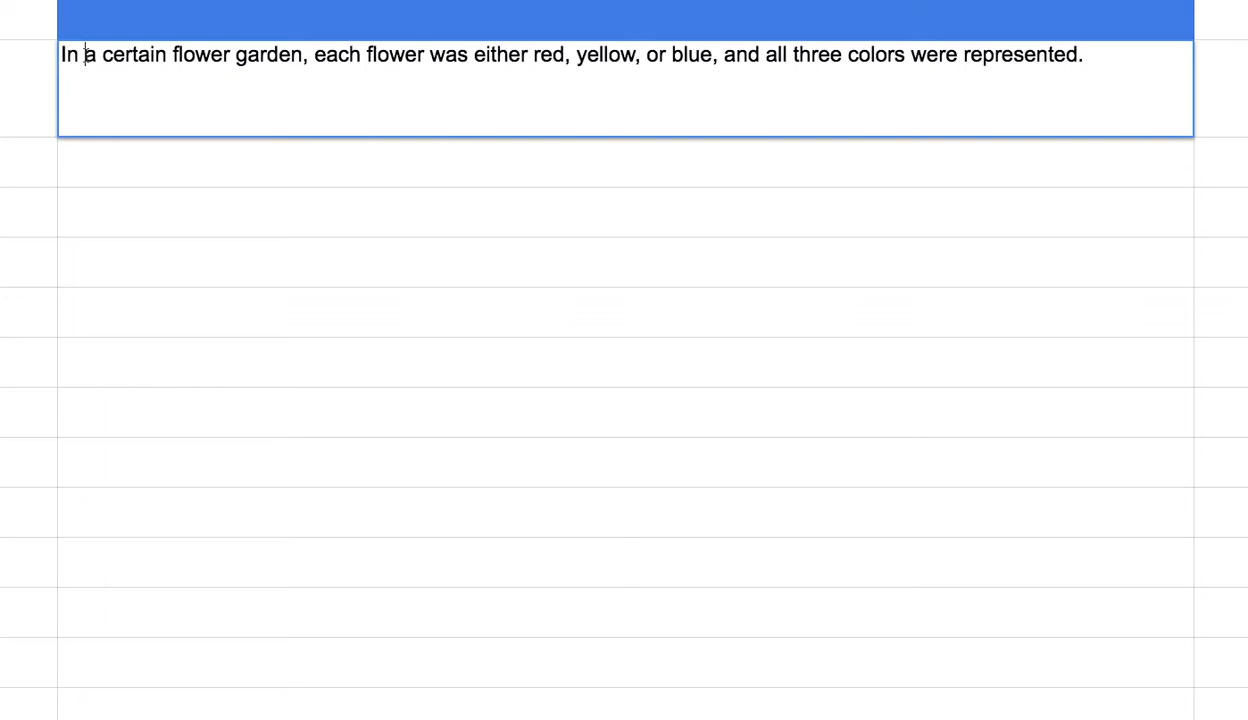 In a certain flower garden, each flower was either red, yellow, or blue, and all three colors were represented.